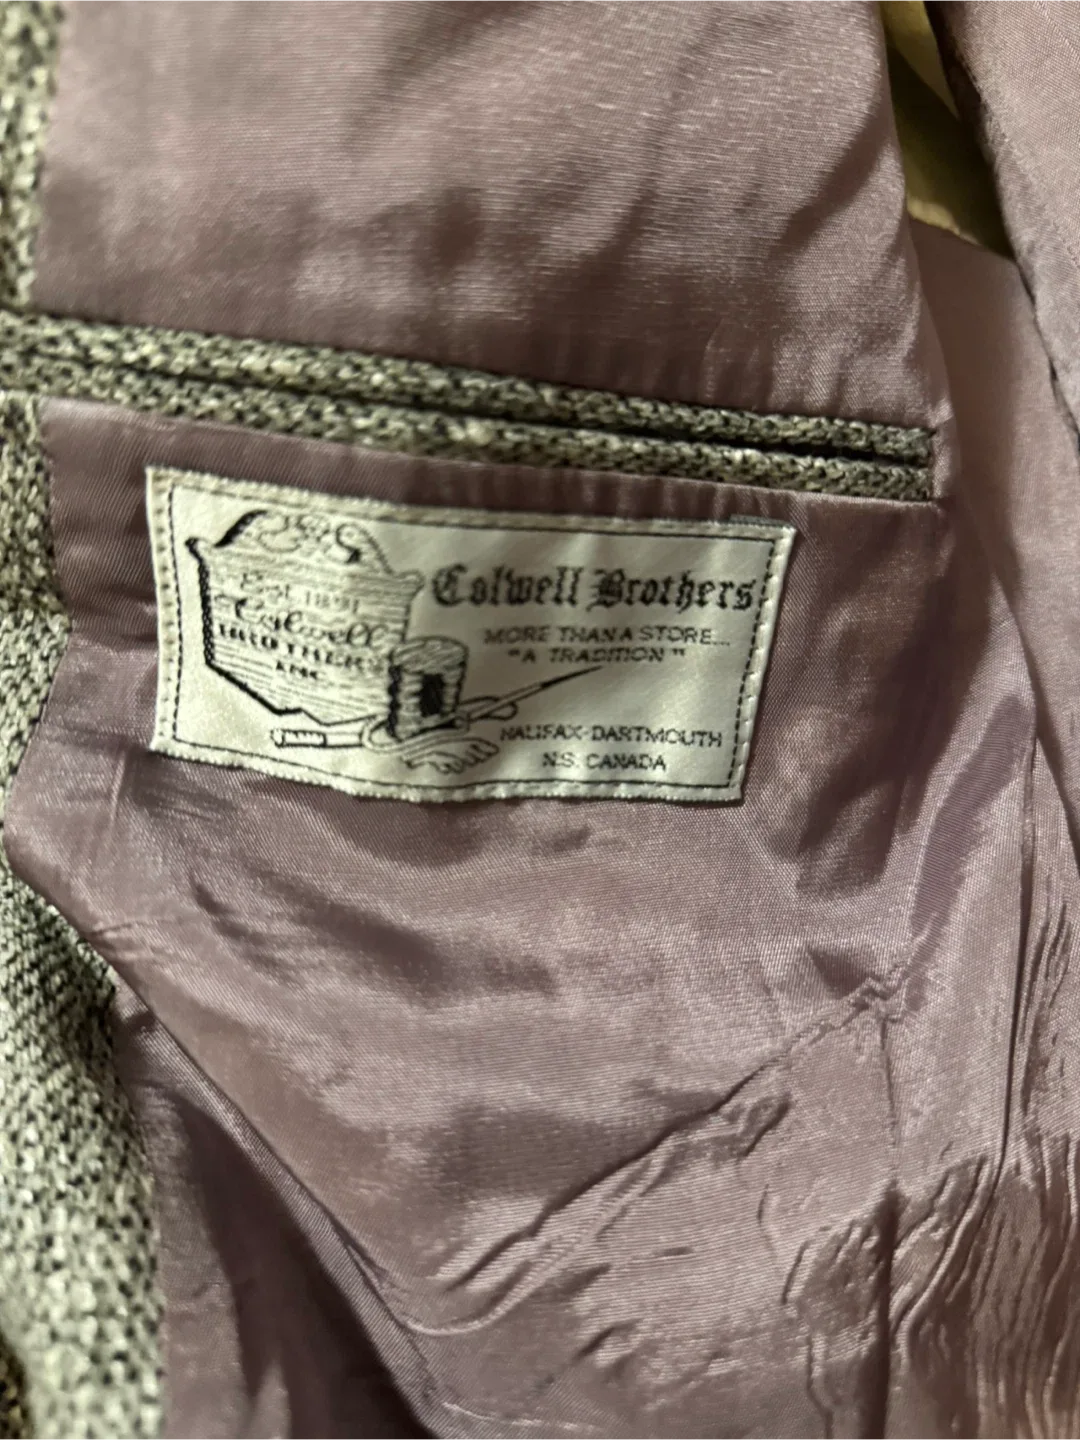 Est. 1891
Colwell
BROTHERS
INC.
Colwell Brothers
MORE THAN A STORE...
"A TRADITION"
HALIFAX-DARTMOUTH
N.S. CANADA